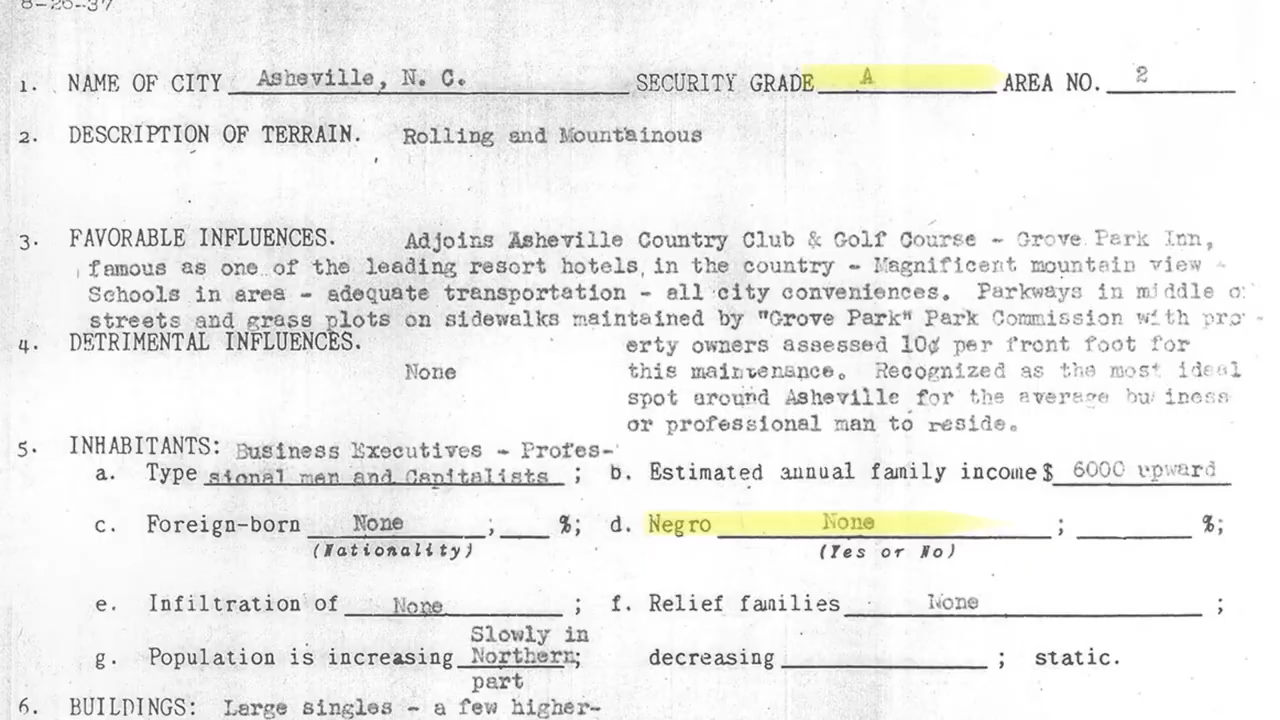 8-26-37
1. NAME OF CITY Asheville, N. C. SECURITY GRADE A AREA NO. 2
2. DESCRIPTION OF TERRAIN. Rolling and Mountainous
3. FAVORABLE INFLUENCES. Adjoins Asheville Country Club & Golf Course - Grove Park Inn,
famous as one of the leading resort hotels in the country - Magnificent mountain view -
Schools in area - adequate transportation - all city conveniences. Parkways in middle o
streets and grass plots on sidewalks maintained by "Grove Park" Park Commission with prop-
4. DETRIMENTAL INFLUENCES. erty owners assessed 10¢ per front foot for
None this maintenance. Recognized as the most ideal
spot around Asheville for the average business
or professional man to reside.
5. INHABITANTS: Business Executives - Profes-
a. Type sional men and Capitalists ; b. Estimated annual family income $ 6000 upward
c. Foreign-born None ; %; d. Negro None ; %;
(Nationality) (Yes or No)
e. Infiltration of None ; f. Relief families None ;
Slowly in
g. Population is increasing Northern; decreasing ; static.
part
6. BUILDINGS: Large singles - a few higher-